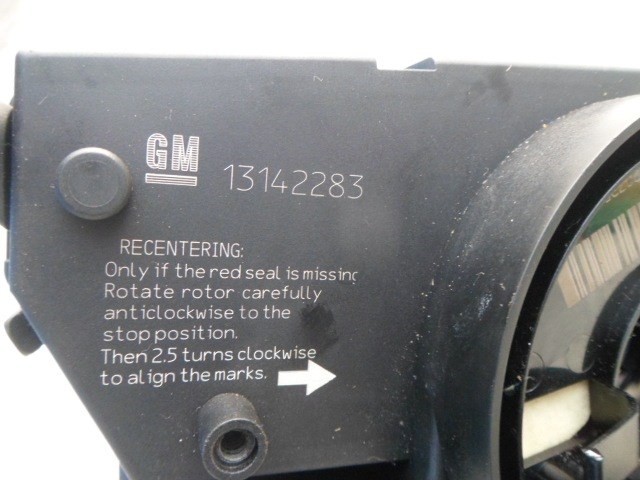 GM
13142283
RECENTERING:
Only if the red seal is missing
Rotate rotor carefully
anticlockwise to the
stop position.
Then 2.5 turns clockwise
to align the marks.